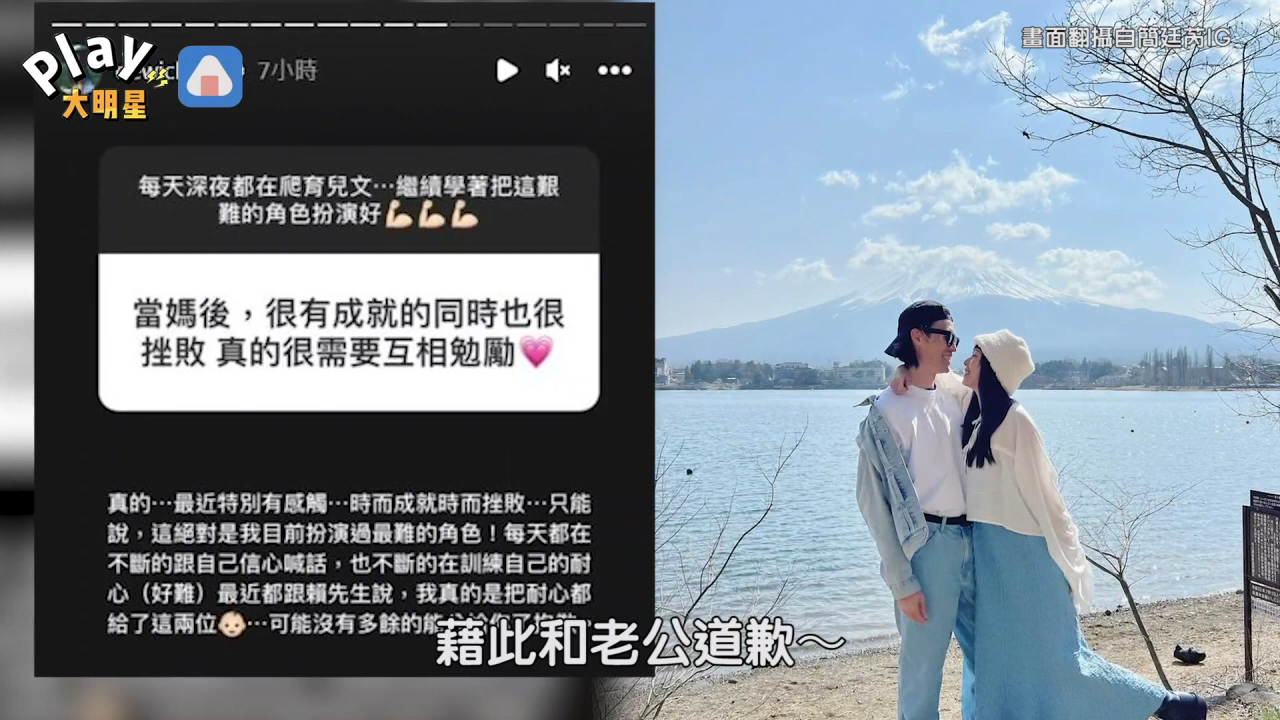 Play
大明星
7小時
畫面翻攝自簡廷芮IG
每天深夜都在爬育兒文…繼續學著把這艱
難的角色扮演好💪🏻💪🏻💪🏻
當媽後，很有成就的同時也很
挫敗 真的很需要互相勉勵💗
真的…最近特別有感觸…時而成就時而挫敗…只能
說，這絕對是我目前扮演過最難的角色！每天都在
不斷的跟自己信心喊話，也不斷的在訓練自己的耐
心（好難）最近都跟賴先生說，我真的是把耐心都
給了這兩位👶🏻…可能沒有多餘的能
藉此和老公道歉～